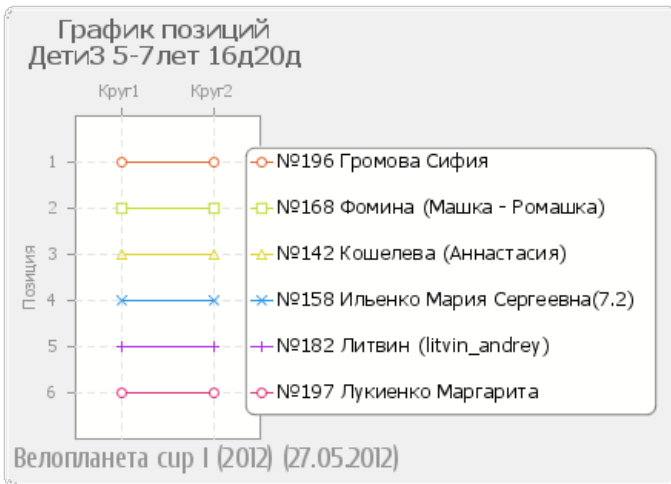 График позиций
Дети3 5-7лет 16д20д
Круг1 Круг2
Позиция
1 №196 Громова Сифия
2 №168 Фомина (Машка - Ромашка)
3 №142 Кошелева (Аннастасия)
4 №158 Ильенко Мария Сергеевна(7.2)
5 №182 Литвин (litvin_andrey)
6 №197 Лукиенко Маргарита
Велопланета cup I (2012) (27.05.2012)